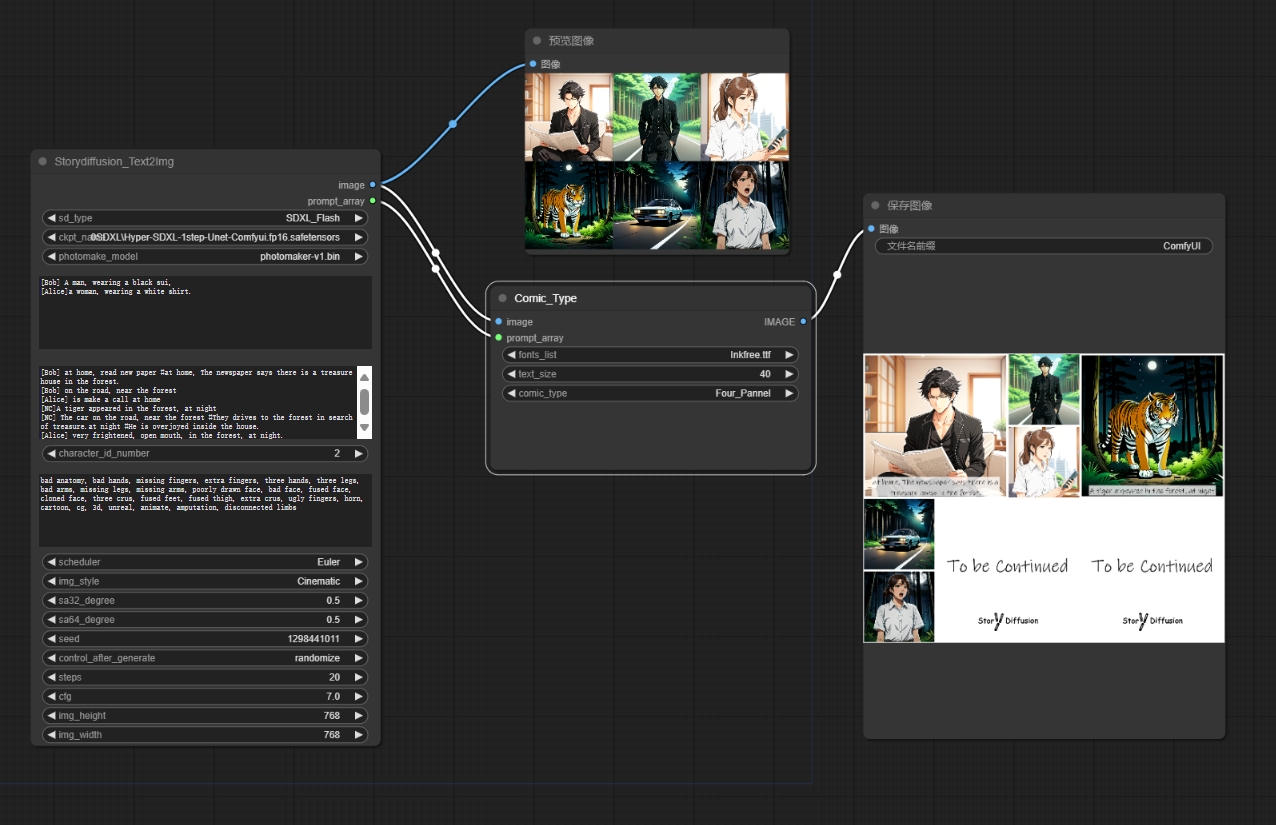 预览图像
图像
Storydiffusion_Text2Img
image
prompt_array
sd_type SDXL_Flash
ckpt_na 0SDXL\Hyper-SDXL-1step-Unet-Comfyui.fp16.safetensors
photomake_model photomaker-v1.bin
[Bob] A man, wearing a black sui,
[Alice]a woman, wearing a white shirt.
[Bob] at home, read new paper #at home, The newspaper says there is a treasure
house in the forest.
[Bob] on the road, near the forest
[Alice] is make a call at home
[NC]A tiger appeared in the forest, at night
[NC] The car on the road, near the forest #They drives to the forest in search
of treasure.at night #He is overjoyed inside the house.
[Alice] very frightened, open mouth, in the forest, at night.
character_id_number 2
bad anatomy, bad hands, missing fingers, extra fingers, three hands, three legs,
bad arms, missing legs, missing arms, poorly drawn face, bad face, fused face,
cloned face, three crus, fused feet, fused thigh, extra crus, ugly fingers, horn,
cartoon, cg, 3d, unreal, animate, amputation, disconnected limbs
scheduler Euler
img_style Cinematic
sa32_degree 0.5
sa64_degree 0.5
seed 1298441011
control_after_generate randomize
steps 20
cfg 7.0
img_height 768
img_width 768
Comic_Type
image IMAGE
prompt_array
fonts_list Inkfree.ttf
text_size 40
comic_type Four_Pannel
保存图像
图像
文件名前缀 ComfyUI
at home, The newspaper says there is a
treasure house in the forest.
A tiger appeared in the forest, at night
To be Continued To be Continued
StorY Diffusion StorY Diffusion